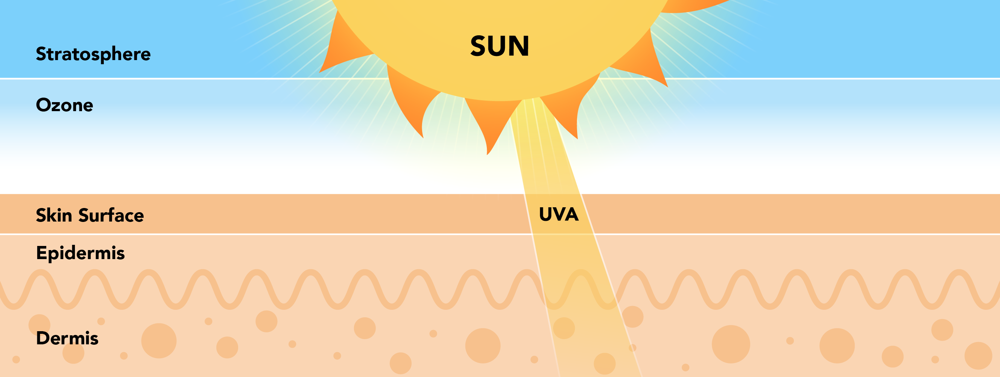 SUN
Stratosphere
Ozone
Skin Surface
UVA
Epidermis
Dermis